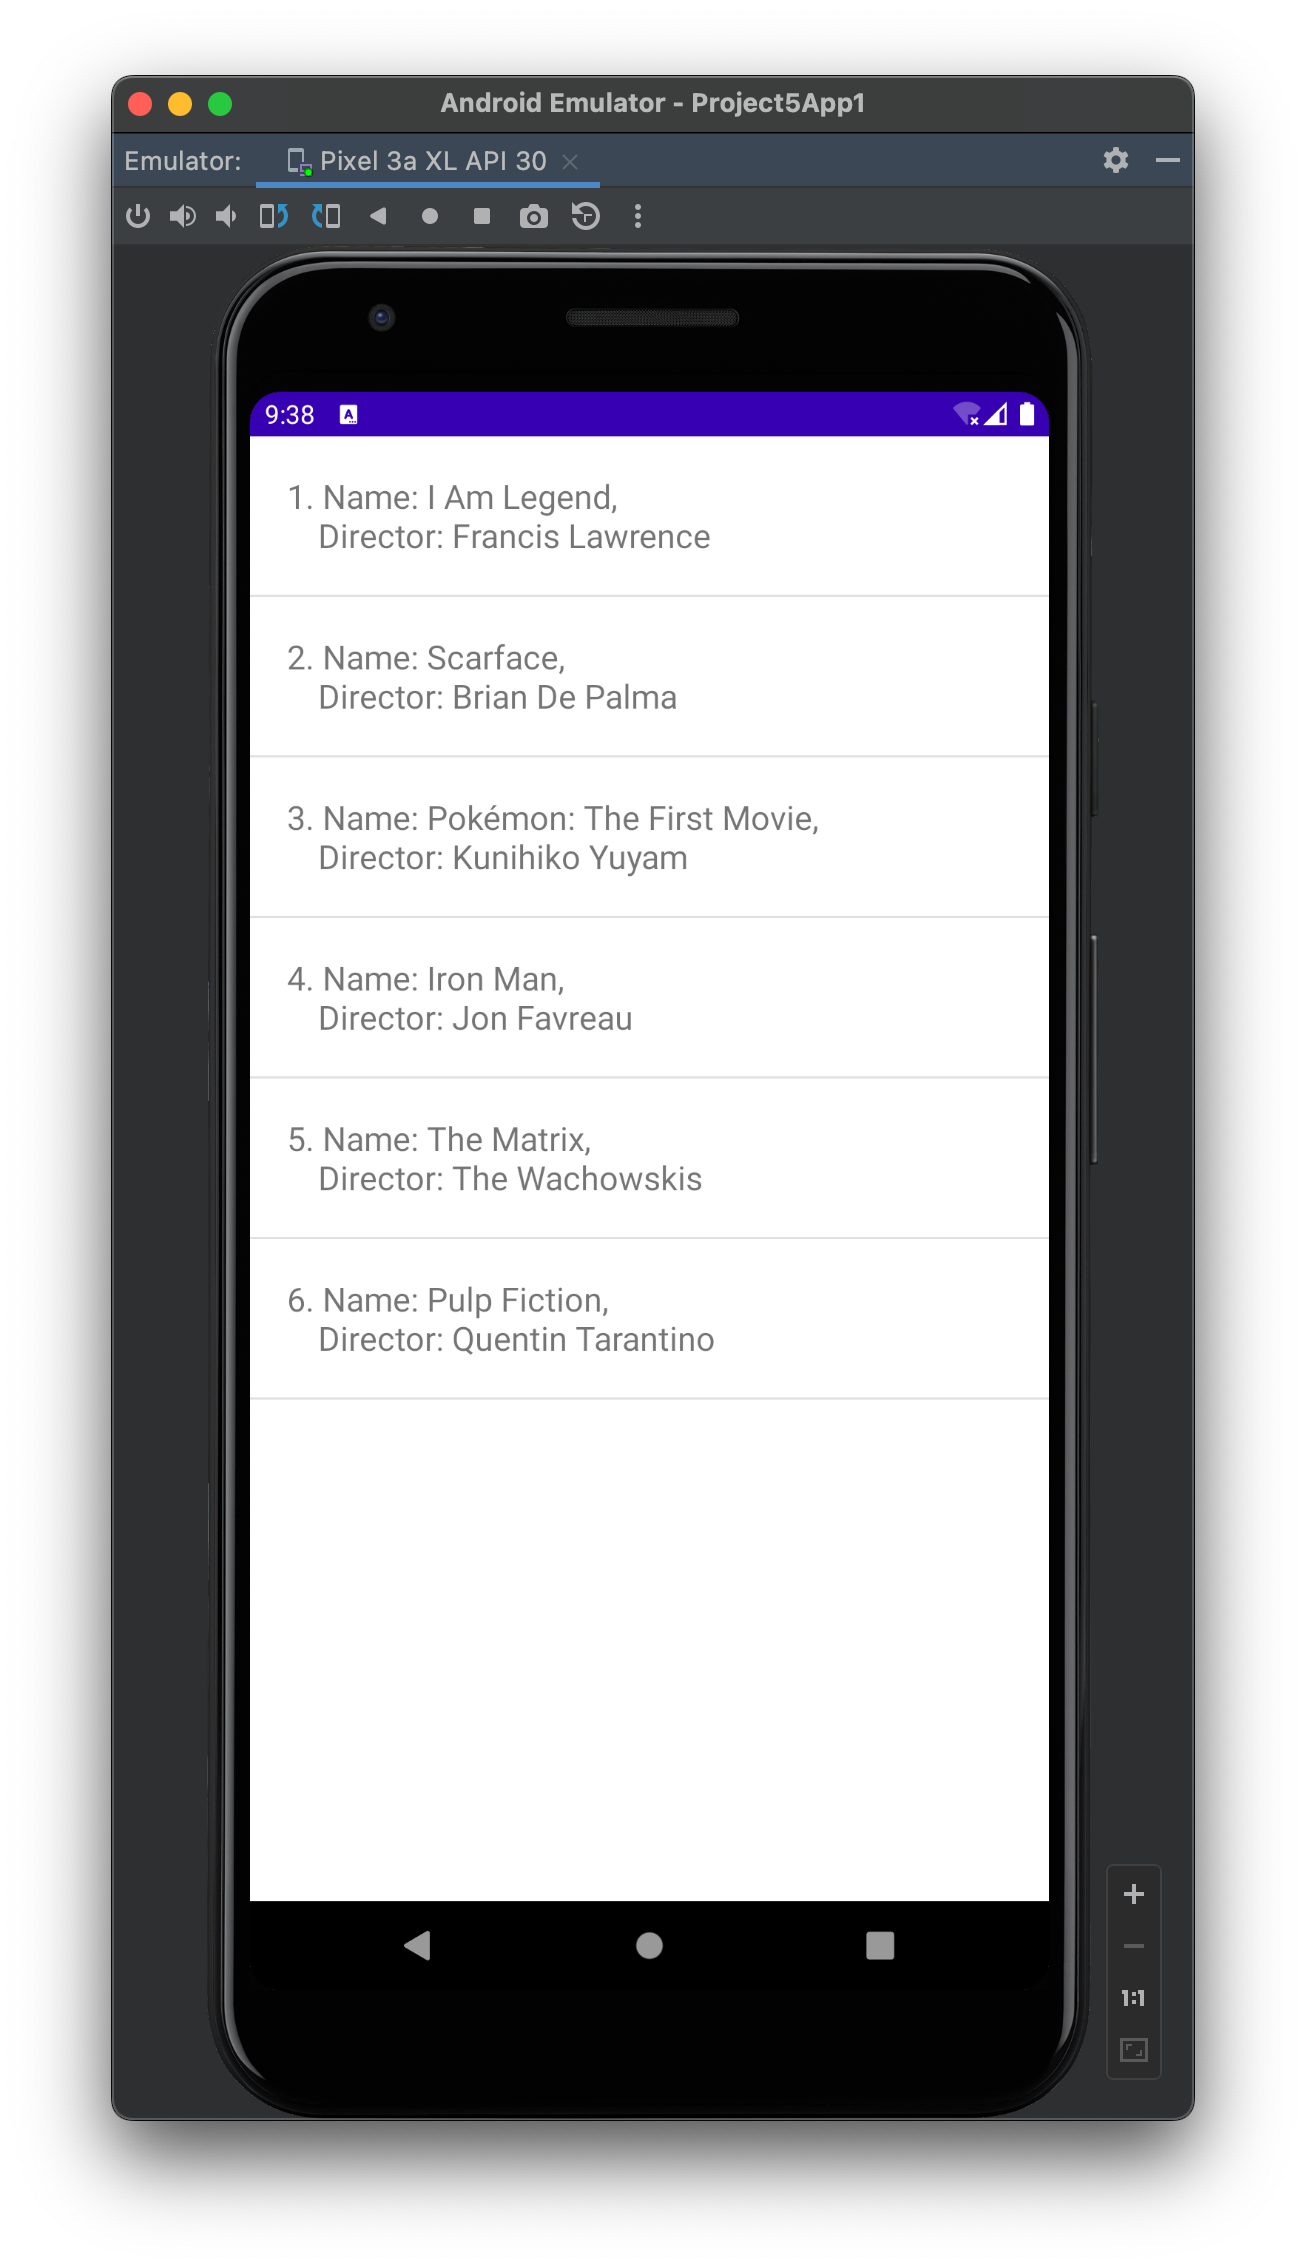 Android Emulator - Project5App1
Emulator: Pixel 3a XL API 30
9:38 A
1. Name: I Am Legend,
Director: Francis Lawrence
2. Name: Scarface,
Director: Brian De Palma
3. Name: Pokémon: The First Movie,
Director: Kunihiko Yuyam
4. Name: Iron Man,
Director: Jon Favreau
5. Name: The Matrix,
Director: The Wachowskis
6. Name: Pulp Fiction,
Director: Quentin Tarantino
1:1